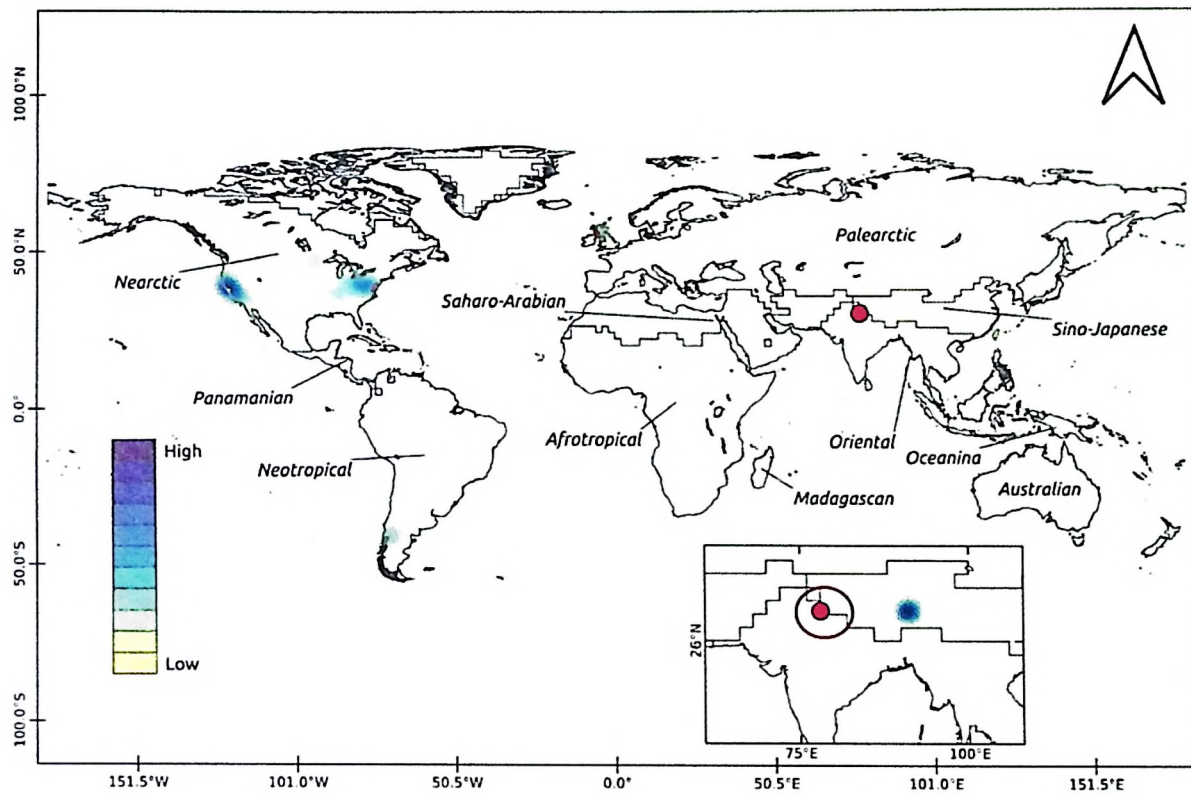 100.0°N
50.0°N
0.0°
50.0°S
100.0°S
Nearctic
Palearctic
Saharo-Arabian
Sino-Japanese
Panamanian
Afrotropical
Oriental
Oceanina
Neotropical
Madagascan
Australian
High
Low
26°N
75°E
100°E
151.5°W
101.0°W
50.5°W
0.0°
50.5°E
101.0°E
151.5°E